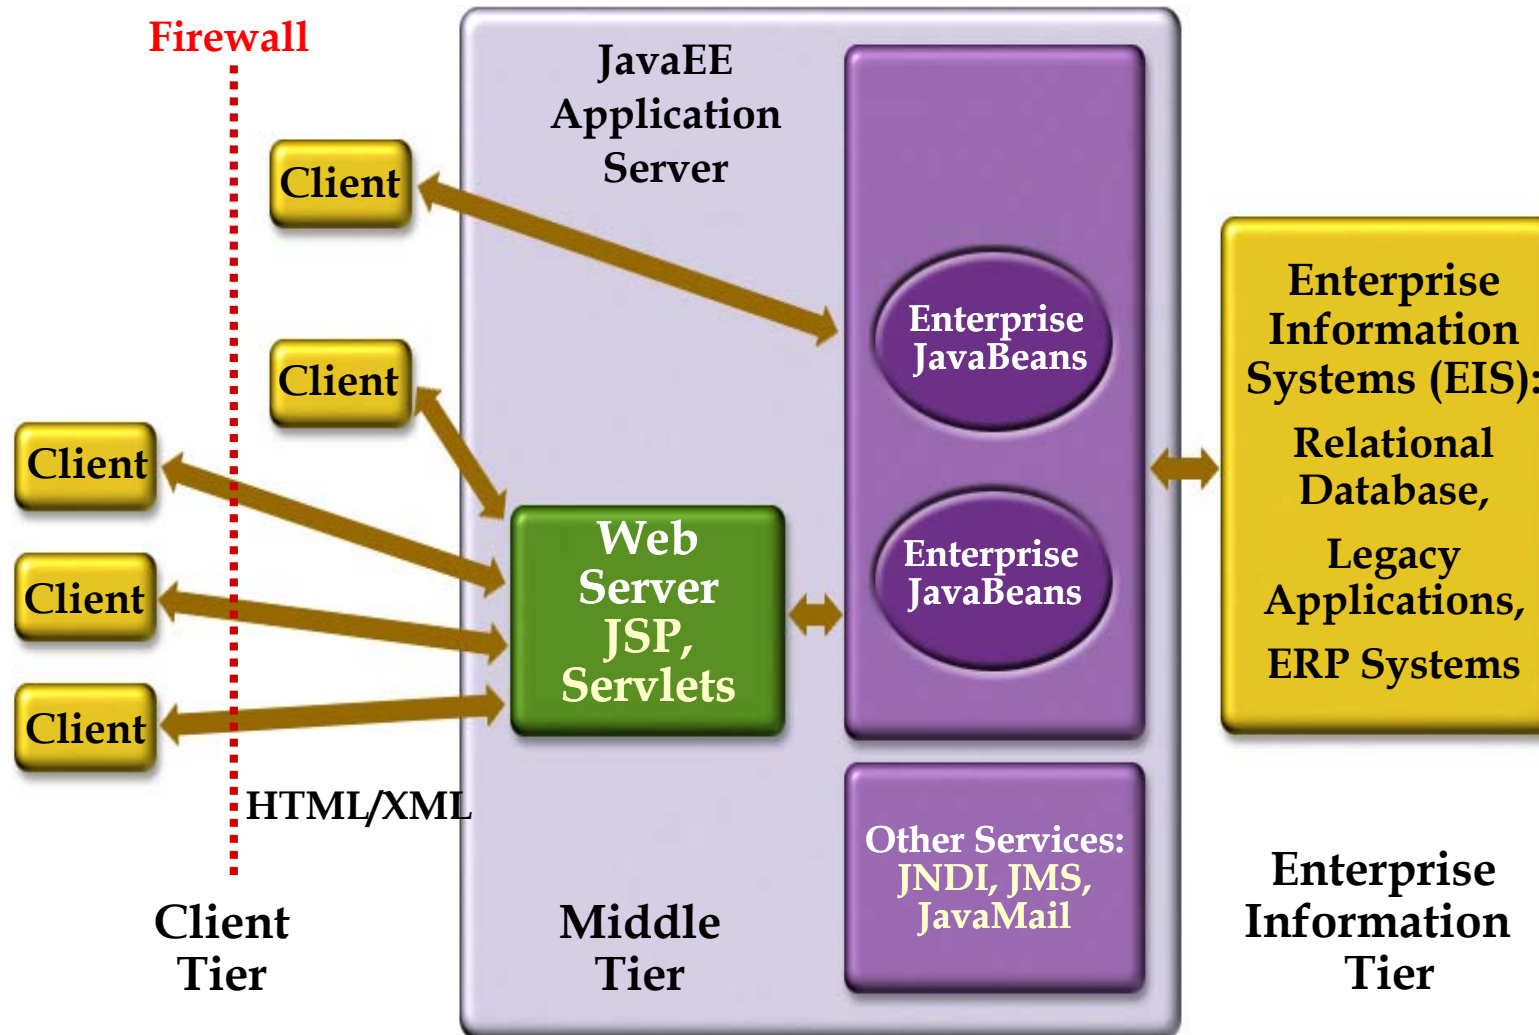 Firewall
JavaEE
Application
Server
Client
Client
Client
Client
Client
HTML/XML
Web
Server
JSP,
Servlets
Enterprise
JavaBeans
Enterprise
JavaBeans
Other Services:
JNDI, JMS,
JavaMail
Enterprise
Information
Systems (EIS):
Relational
Database,
Legacy
Applications,
ERP Systems
Client
Tier
Middle
Tier
Enterprise
Information
Tier